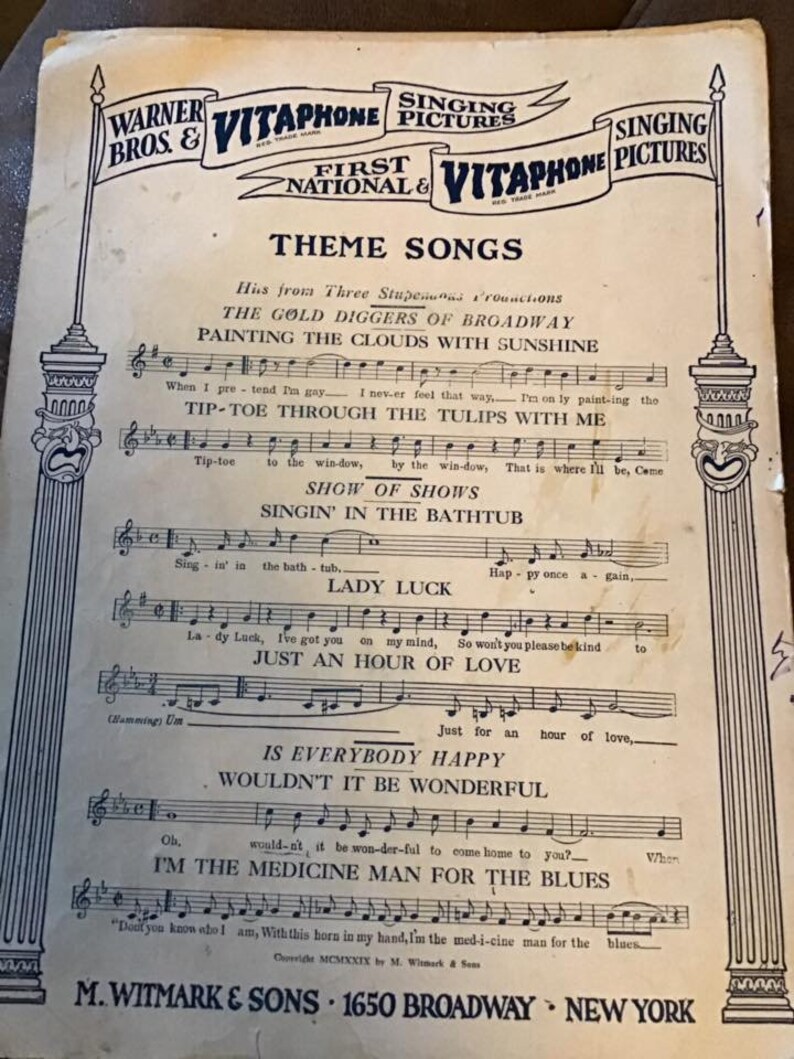 WARNER BROS. & VITAPHONE SINGING PICTURES
REG. TRADE MARK
FIRST NATIONAL & VITAPHONE SINGING PICTURES
REG. TRADE MARK
THEME SONGS
Hits from Three Stupendous Productions
THE GOLD DIGGERS OF BROADWAY
PAINTING THE CLOUDS WITH SUNSHINE
When I pre - tend I'm gay I nev-er feel that way, I'm on ly paint-ing the
TIP-TOE THROUGH THE TULIPS WITH ME
Tip-toe to the win-dow, by the win-dow, That is where I'll be, Come
SHOW OF SHOWS
SINGIN' IN THE BATHTUB
Sing - in' in the bath - tub, Hap - py once a - gain,
LADY LUCK
La - dy Luck, I've got you on my mind, So won't you please be kind to
JUST AN HOUR OF LOVE
(Humming) Um Just for an hour of love,
IS EVERYBODY HAPPY
WOULDN'T IT BE WONDERFUL
Oh, would-n't it be won-der-ful to come home to you? When
I'M THE MEDICINE MAN FOR THE BLUES
"Don't you know who I am, With this horn in my hand, I'm the med-i-cine man for the blues
Copyright MCMXXIX by M. Witmark & Sons
M. WITMARK & SONS · 1650 BROADWAY · NEW YORK